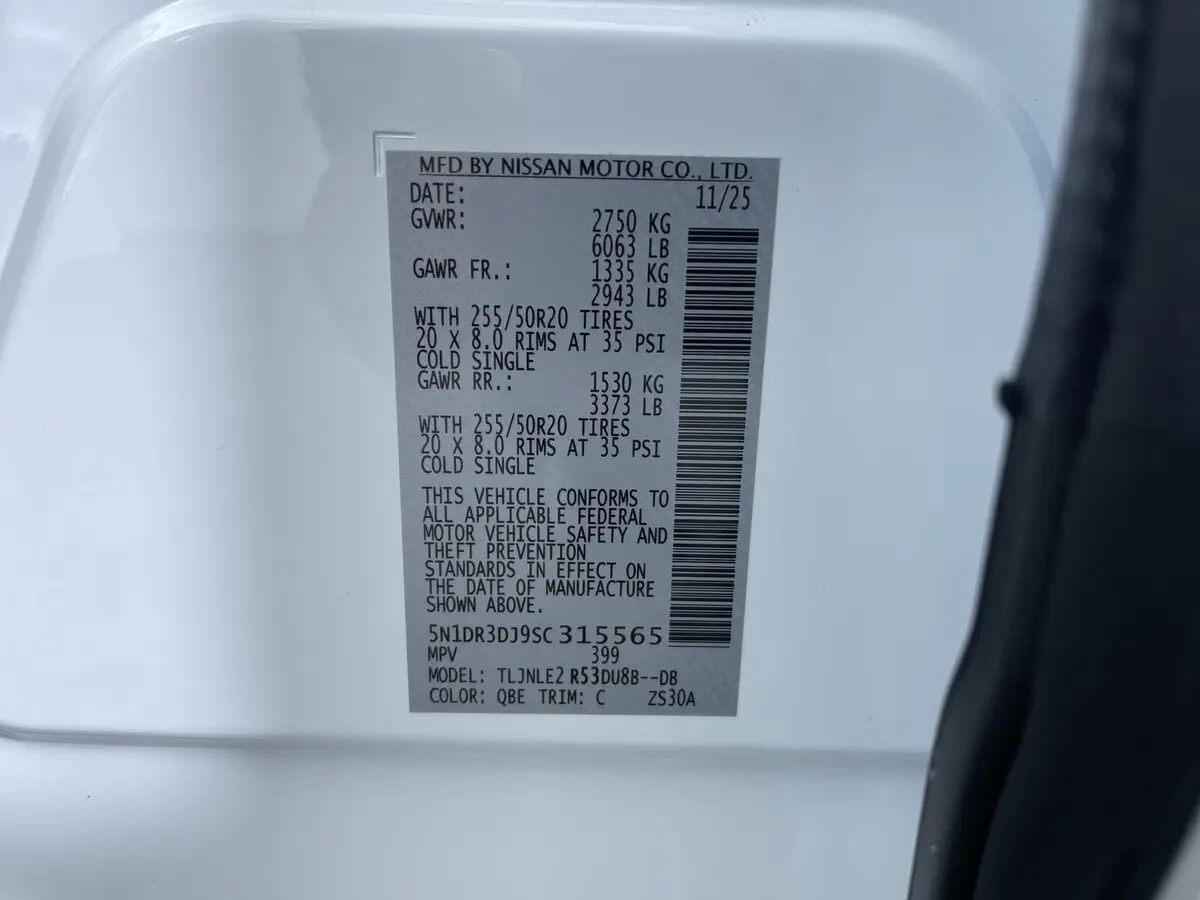 MFD BY NISSAN MOTOR CO., LTD.
DATE: 11/25
GVWR: 2750 KG
6063 LB
GAWR FR.: 1335 KG
2943 LB
WITH 255/50R20 TIRES
20 X 8.0 RIMS AT 35 PSI
COLD SINGLE
GAWR RR.: 1530 KG
3373 LB
WITH 255/50R20 TIRES
20 X 8.0 RIMS AT 35 PSI
COLD SINGLE
THIS VEHICLE CONFORMS TO
ALL APPLICABLE FEDERAL
MOTOR VEHICLE SAFETY AND
THEFT PREVENTION
STANDARDS IN EFFECT ON
THE DATE OF MANUFACTURE
SHOWN ABOVE.
5N1DR3DJ9SC315565
MPV 399
MODEL: TLJNLE2 R53DU8B--DB
COLOR: QBE TRIM: C ZS30A